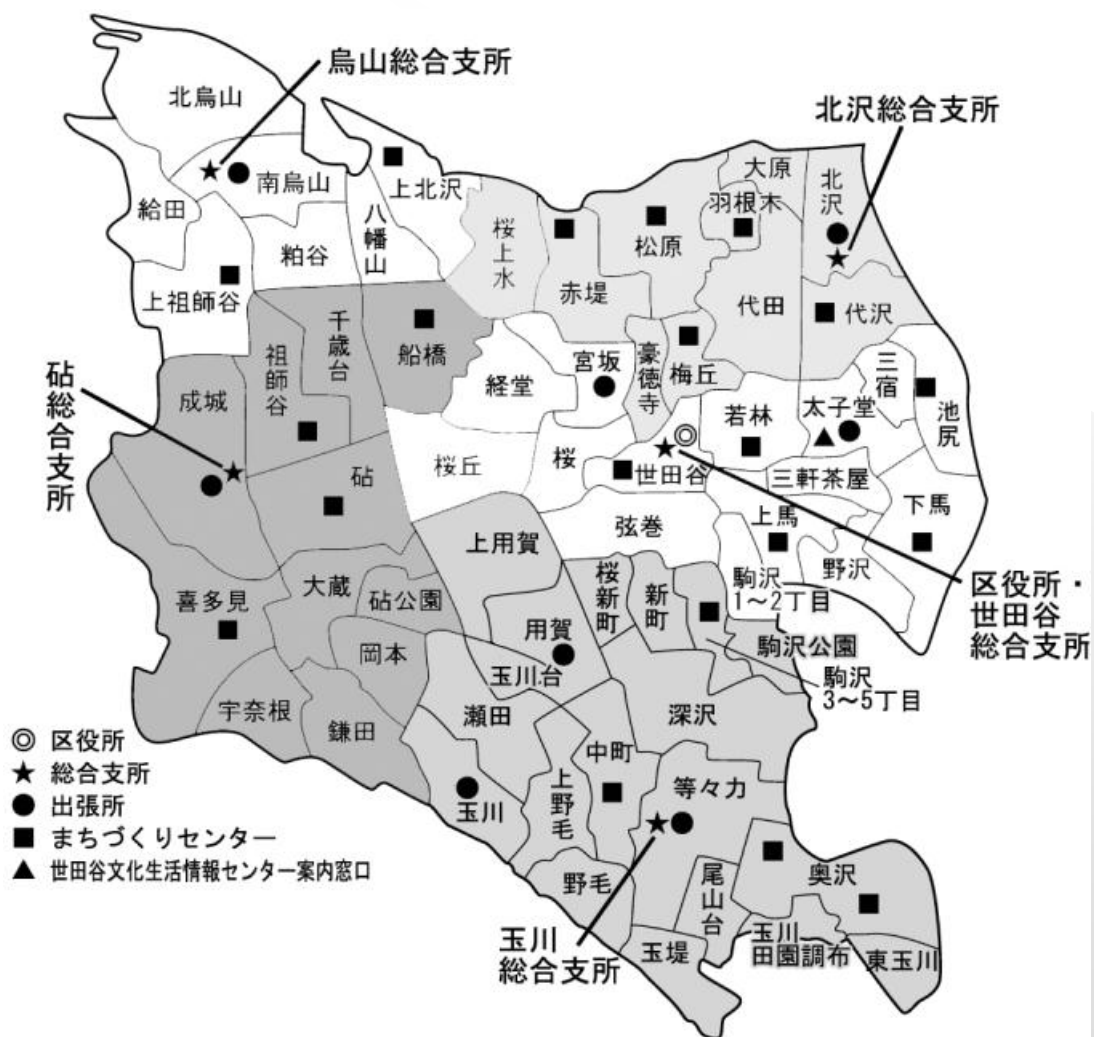 烏山総合支所
北沢総合支所
北烏山
南烏山
給田
上北沢
八幡山
粕谷
上祖師谷
大原
北沢
羽根木
松原
桜上水
赤堤
代田
代沢
千歳台
祖師谷
船橋
経堂
宮坂
豪徳寺
梅丘
三宿
太子堂
池尻
若林
砧総合支所
成城
砧
桜丘
桜
世田谷
三軒茶屋
上馬
下馬
弦巻
野沢
駒沢
1～2丁目
区役所・
世田谷
総合支所
上用賀
桜新町
新町
駒沢公園
駒沢
3～5丁目
喜多見
大蔵
砧公園
岡本
用賀
玉川台
瀬田
深沢
宇奈根
鎌田
中町
上野毛
玉川
等々力
野毛
尾山台
奥沢
玉堤
玉川
田園調布
東玉川
玉川
総合支所
◎ 区役所
★ 総合支所
● 出張所
■ まちづくりセンター
▲ 世田谷文化生活情報センター案内窓口